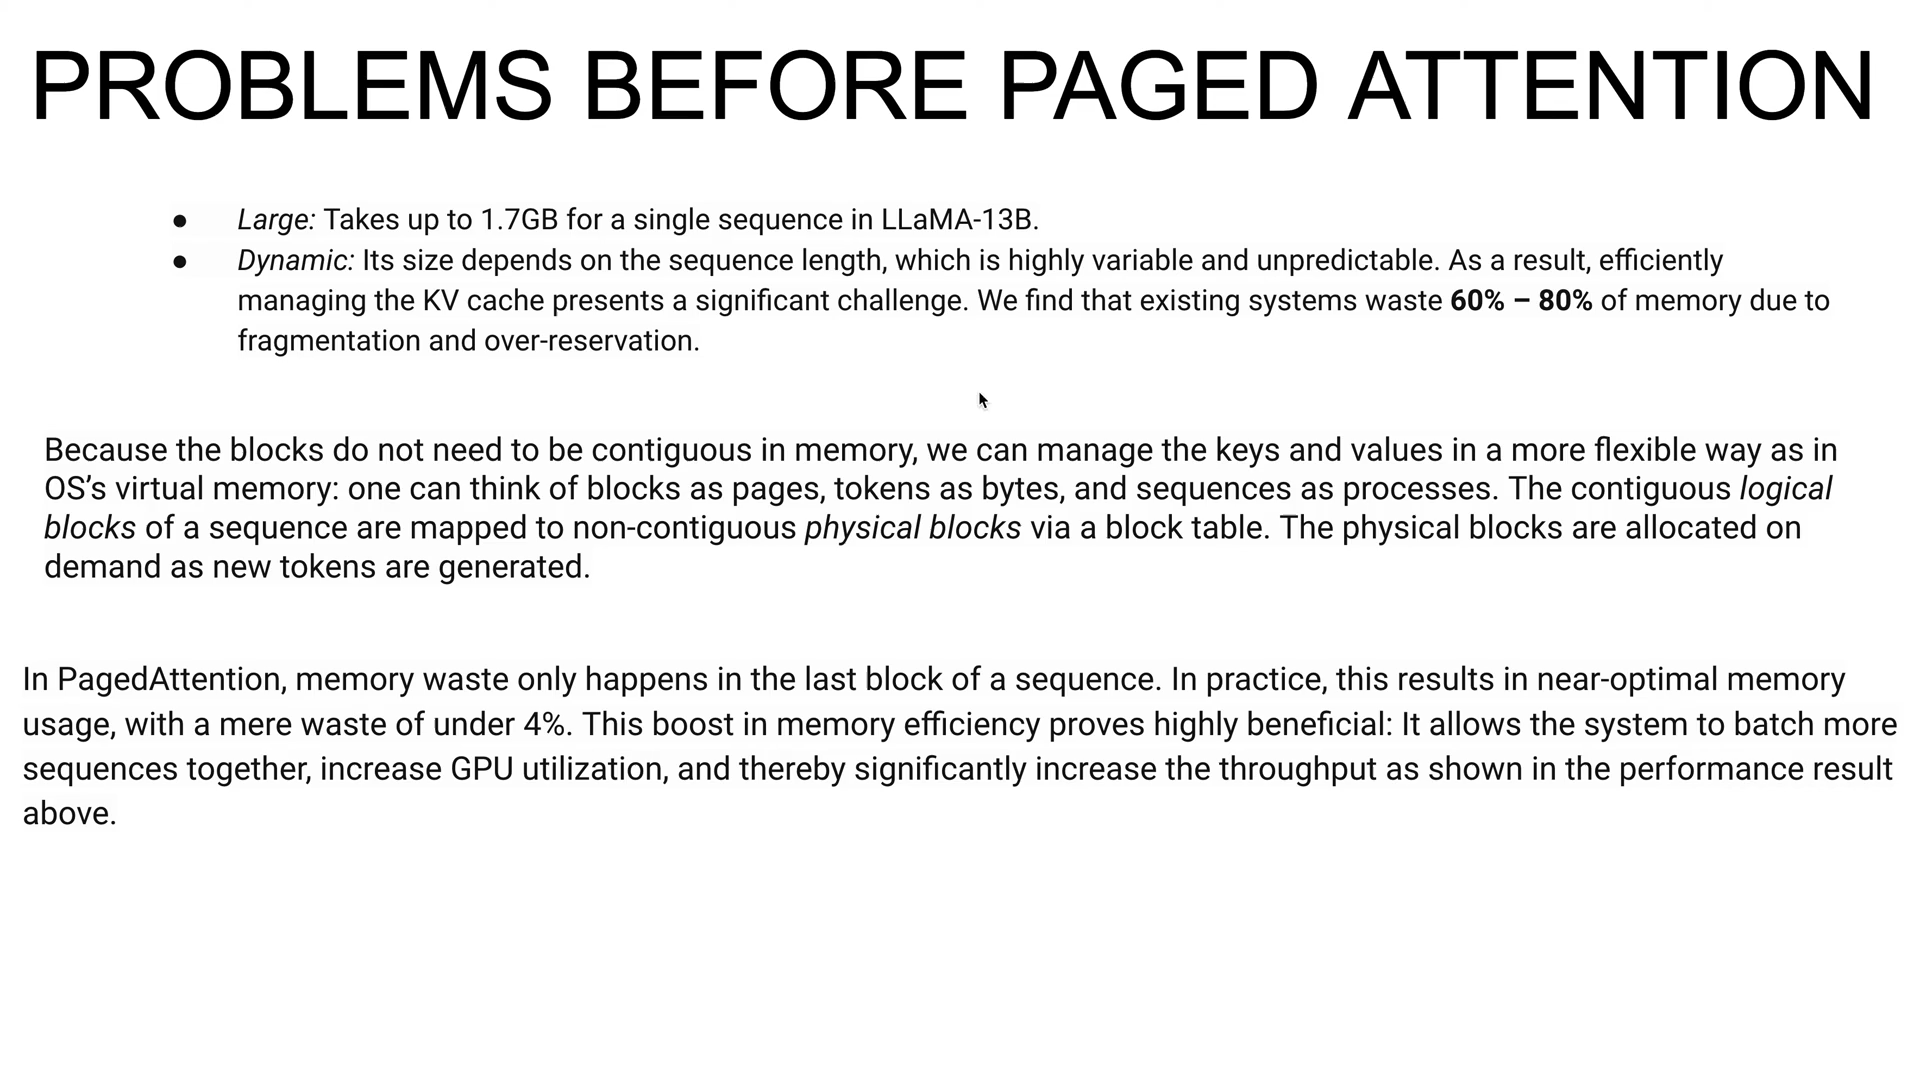 PROBLEMS BEFORE PAGED ATTENTION
● Large: Takes up to 1.7GB for a single sequence in LLaMA-13B.
● Dynamic: Its size depends on the sequence length, which is highly variable and unpredictable. As a result, efficiently
managing the KV cache presents a significant challenge. We find that existing systems waste 60% – 80% of memory due to
fragmentation and over-reservation.
Because the blocks do not need to be contiguous in memory, we can manage the keys and values in a more flexible way as in
OS’s virtual memory: one can think of blocks as pages, tokens as bytes, and sequences as processes. The contiguous logical
blocks of a sequence are mapped to non-contiguous physical blocks via a block table. The physical blocks are allocated on
demand as new tokens are generated.
In PagedAttention, memory waste only happens in the last block of a sequence. In practice, this results in near-optimal memory
usage, with a mere waste of under 4%. This boost in memory efficiency proves highly beneficial: It allows the system to batch more
sequences together, increase GPU utilization, and thereby significantly increase the throughput as shown in the performance result
above.